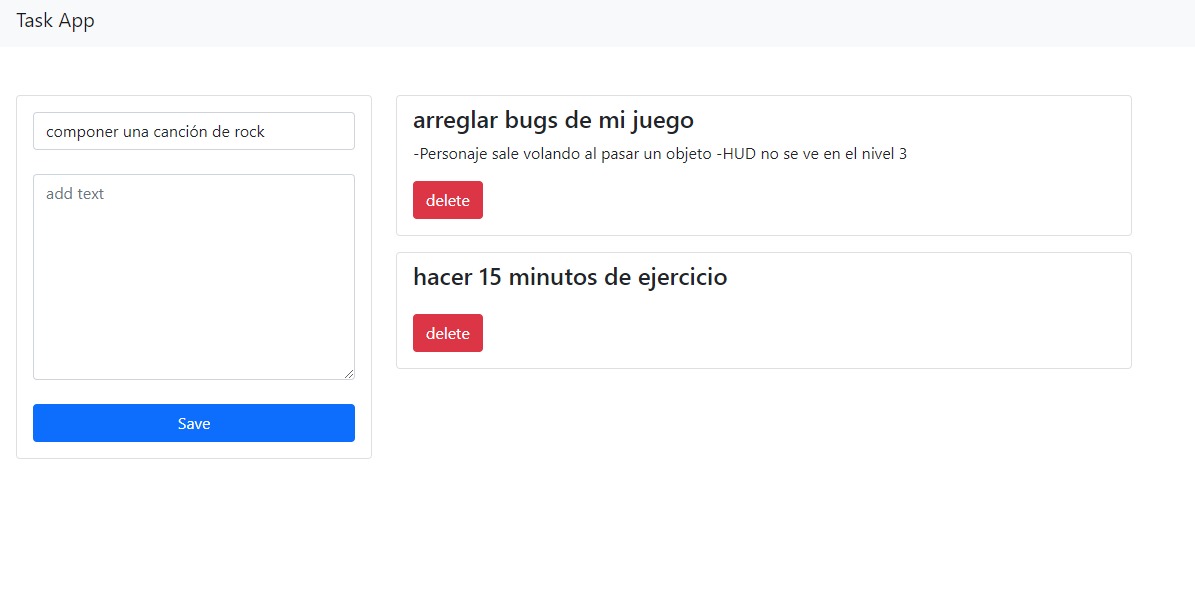 Task App
componer una canción de rock
add text
Save
arreglar bugs de mi juego
-Personaje sale volando al pasar un objeto -HUD no se ve en el nivel 3
delete
hacer 15 minutos de ejercicio
delete